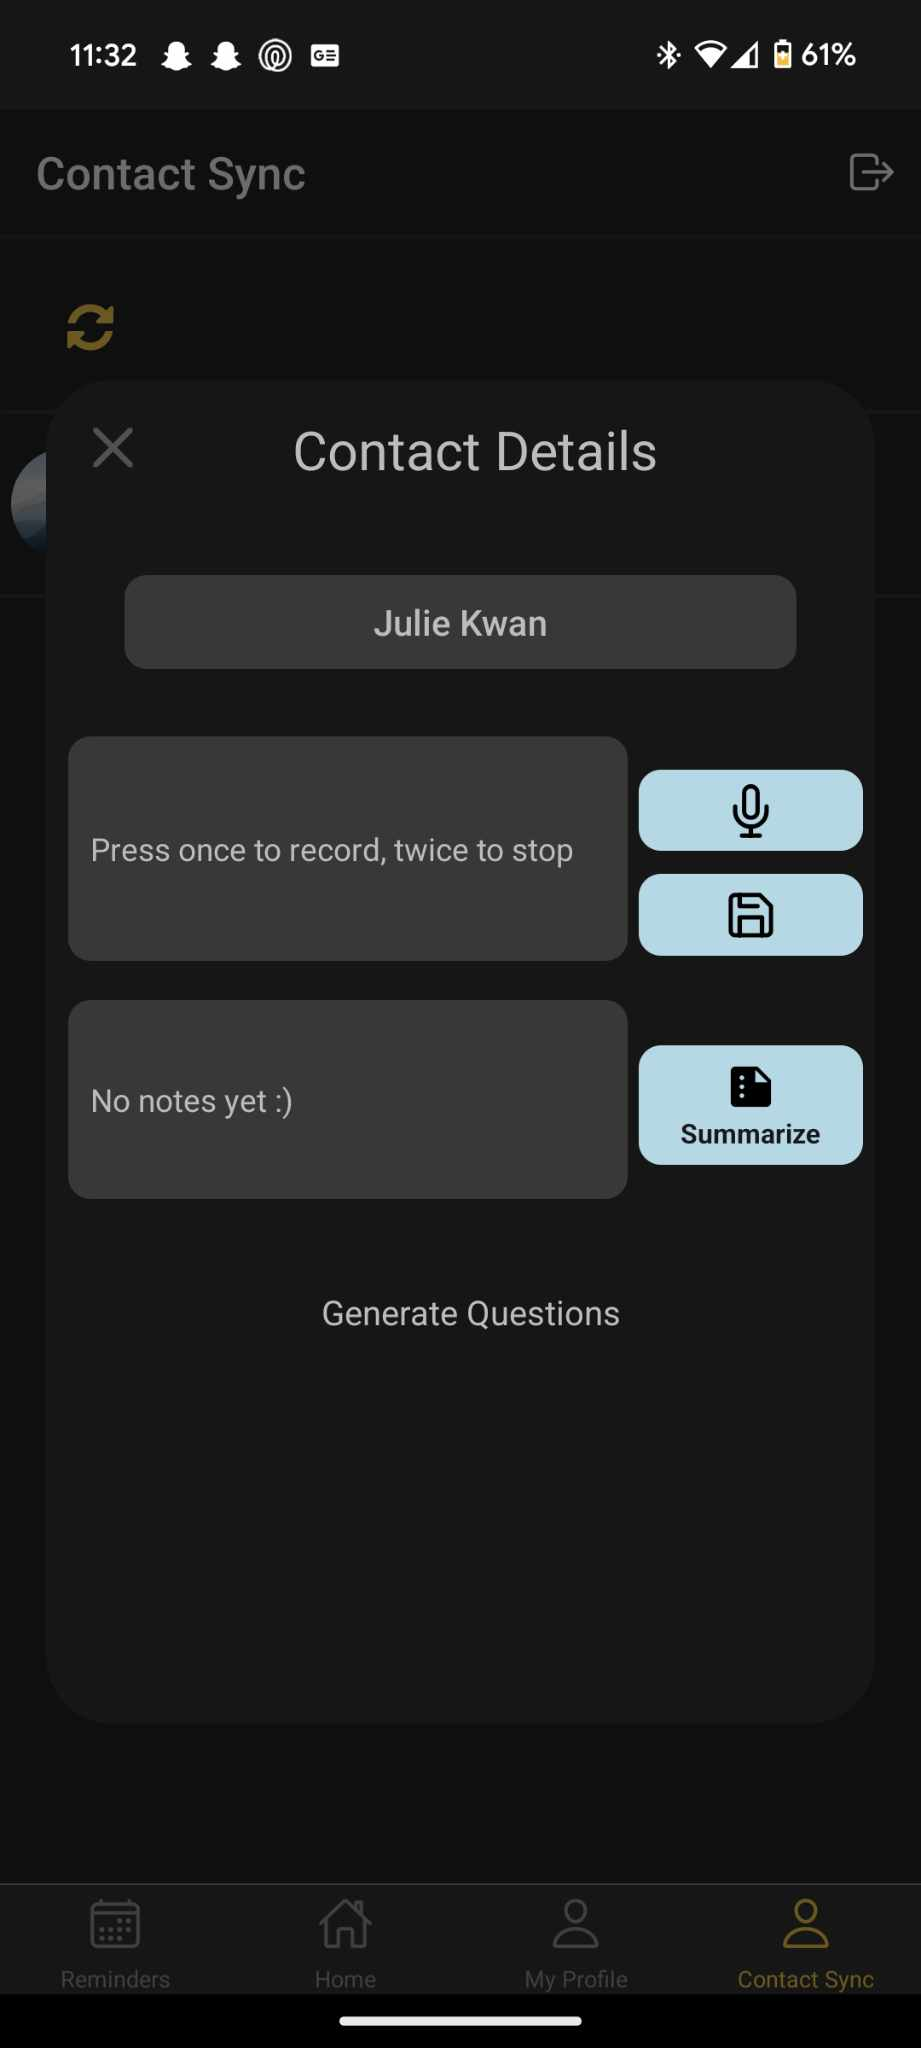 11:32
61%
Contact Sync
Contact Details
Julie Kwan
Press once to record, twice to stop
No notes yet :)
Summarize
Generate Questions
Reminders
Home
My Profile
Contact Sync